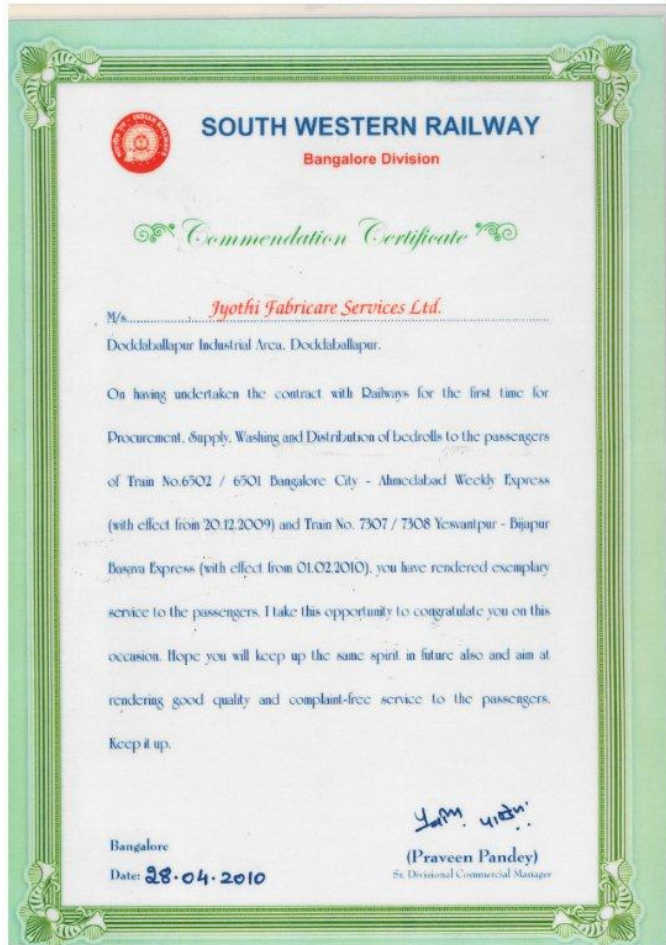 SOUTH WESTERN RAILWAY
Bangalore Division
Commendation Certificate
M/s. Jyothi Fabricare Services Ltd.
Doddaballapur Industrial Area, Doddaballapur.
On having undertaken the contract with Railways for the first time for
Procurement, Supply, Washing and Distribution of bedrolls to the passengers
of Train No.6502 / 6501 Bangalore City - Ahmedabad Weekly Express
(with effect from 20.12.2009) and Train No. 7307 / 7308 Yesvantpur - Bijapur
Basava Express (with effect from 01.02.2010), you have rendered exemplary
service to the passengers. I take this opportunity to congratulate you on this
occasion. Hope you will keep up the same spirit in future also and aim at
rendering good quality and complaint-free service to the passengers.
Keep it up.
Bangalore
Date: 28.04.2010
(Praveen Pandey)
Sr. Divisional Commercial Manager